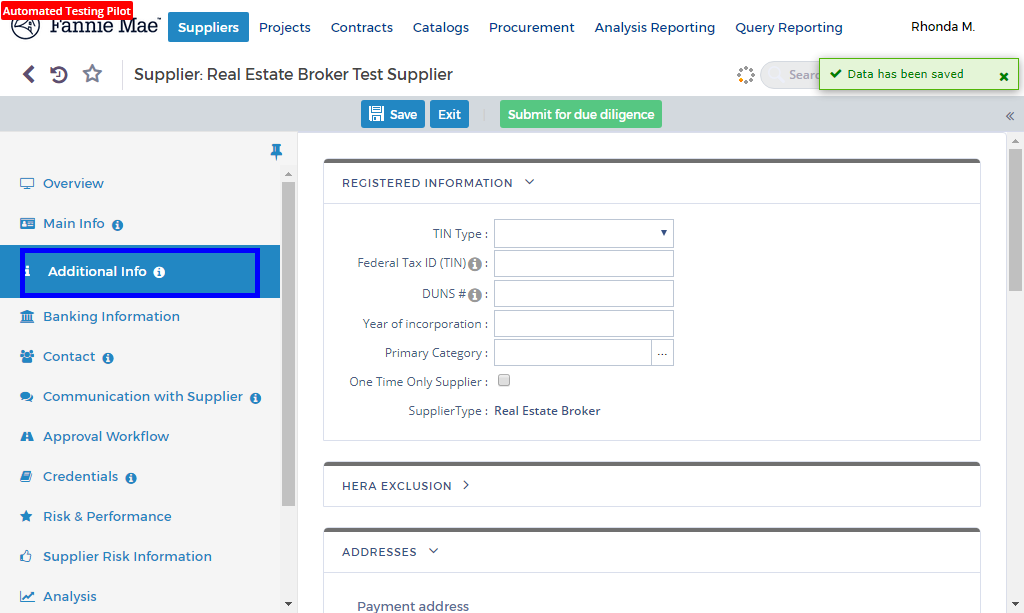 Automated Testing Pilot
Fannie Mae™ Suppliers Projects Contracts Catalogs Procurement Analysis Reporting Query Reporting Rhonda M.
Supplier: Real Estate Broker Test Supplier
Searc
Data has been saved
Save Exit Submit for due diligence
Overview
Main Info
Additional Info
Banking Information
Contact
Communication with Supplier
Approval Workflow
Credentials
Risk & Performance
Supplier Risk Information
Analysis
REGISTERED INFORMATION
TIN Type :
Federal Tax ID (TIN) :
DUNS # :
Year of incorporation :
Primary Category : ...
One Time Only Supplier :
SupplierType : Real Estate Broker
HERA EXCLUSION
ADDRESSES
Payment address